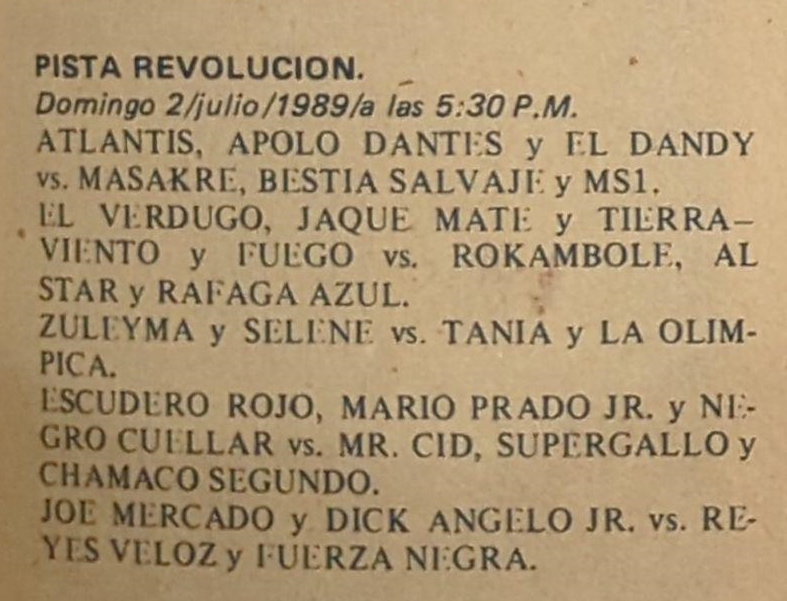 PISTA REVOLUCION.
Domingo 2/julio/1989/a las 5:30 P.M.
ATLANTIS, APOLO DANTES y EL DANDY
vs. MASAKRE, BESTIA SALVAJE y MS1.
EL VERDUGO, JAQUE MATE y TIERRA–
VIENTO y FUEGO vs. ROKAMBOLE, AL
STAR y RAFAGA AZUL.
ZULEYMA y SELENE vs. TANIA y LA OLIM-
PICA.
ESCUDERO ROJO, MARIO PRADO JR. y NE-
GRO CUELLAR vs. MR. CID, SUPERGALLO y
CHAMACO SEGUNDO.
JOE MERCADO y DICK ANGELO JR. vs. RE-
YES VELOZ y FUERZA NEGRA.